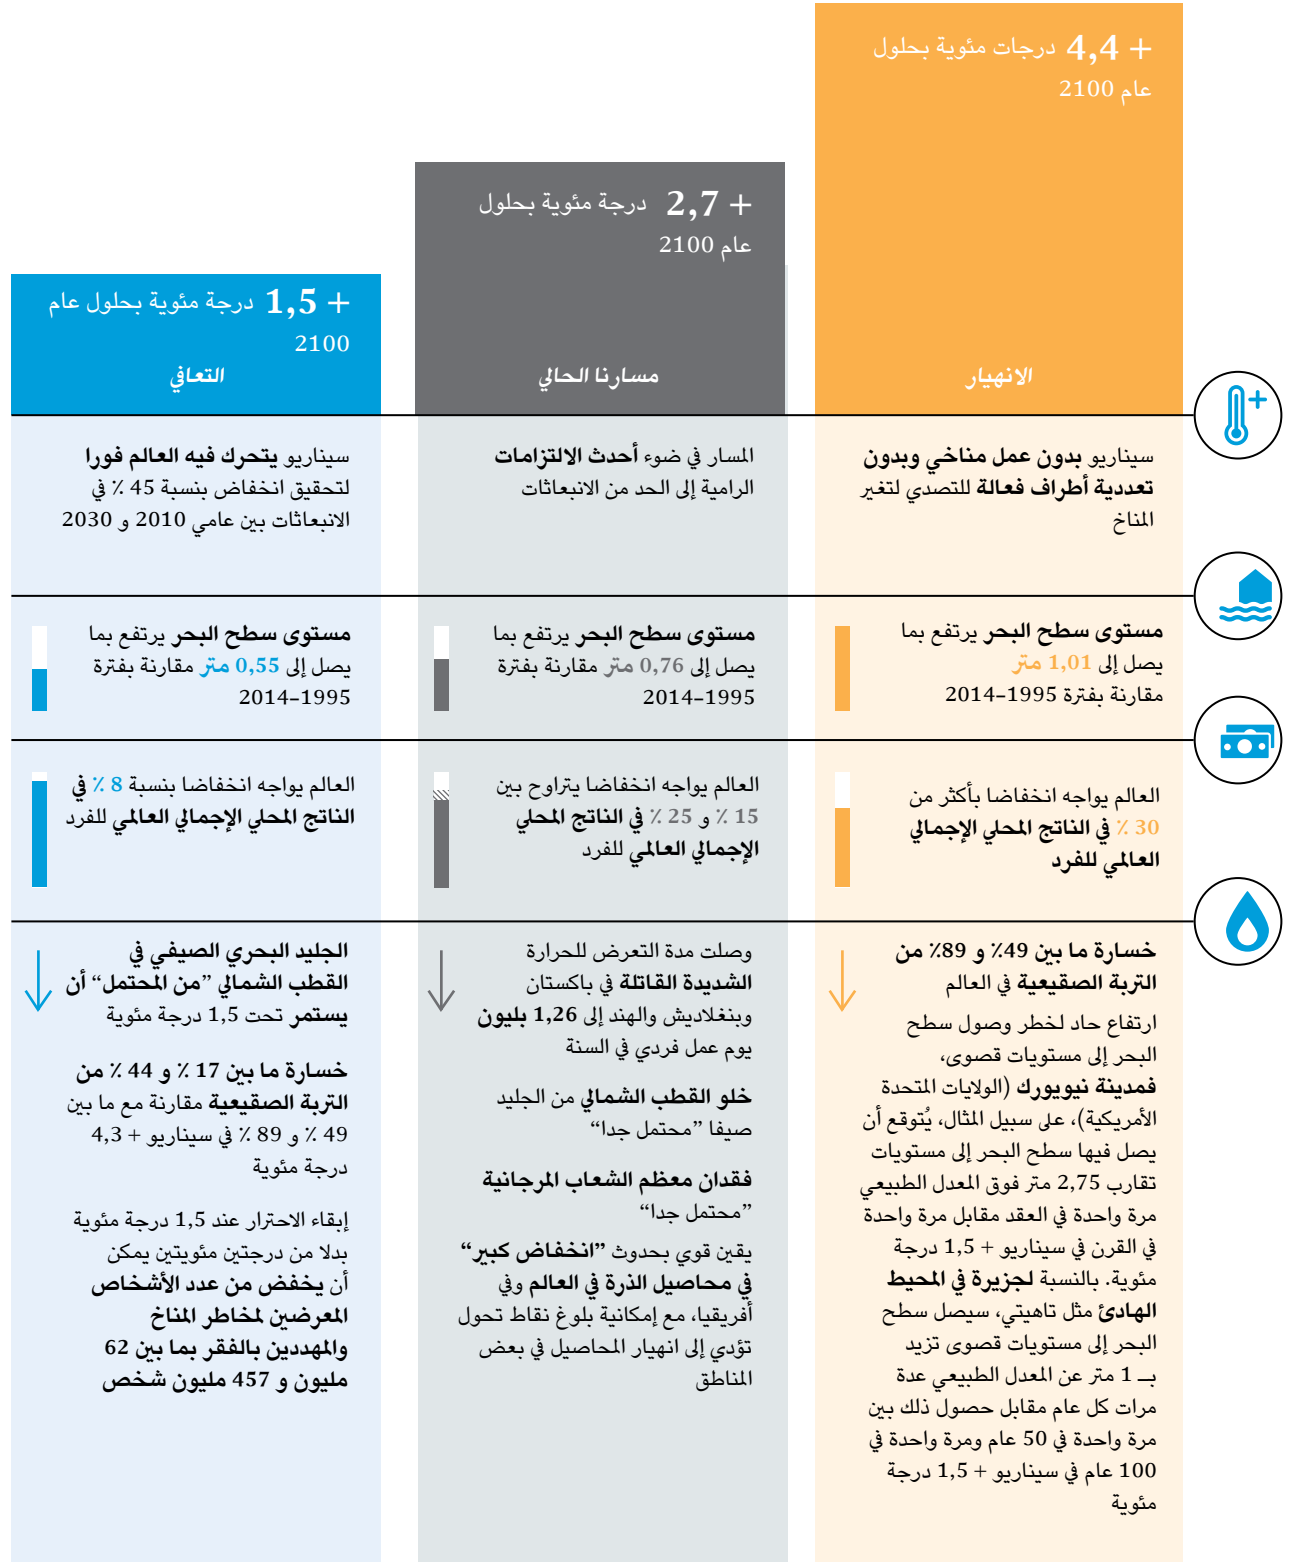 + 4,4 درجات مئوية بحلول
عام 2100
الانهيار
سيناريو بدون عمل مناخي وبدون
تعددية أطراف فعالة للتصدي لتغير
المناخ
مستوى سطح البحر يرتفع بما
يصل إلى 1,01 متر
مقارنة بفترة 1995–2014
العالم يواجه انخفاضا بأكثر من
30 ٪ في الناتج المحلي الإجمالي
العالمي للفرد
خسارة ما بين 49٪ و 89٪ من
التربة الصقيعية في العالم
ارتفاع حاد لخطر وصول سطح
البحر إلى مستويات قصوى،
فمدينة نيويورك (الولايات المتحدة
الأمريكية)، على سبيل المثال، يُتوقع أن
يصل فيها سطح البحر إلى مستويات
تقارب 2,75 متر فوق المعدل الطبيعي
مرة واحدة في العقد مقابل مرة واحدة
في القرن في سيناريو + 1,5 درجة
مئوية. بالنسبة لجزيرة في المحيط
الهادئ مثل تاهيتي، سيصل سطح
البحر إلى مستويات قصوى تزيد
بـ 1 متر عن المعدل الطبيعي عدة
مرات كل عام مقابل حصول ذلك بين
مرة واحدة في 50 عام ومرة واحدة في
100 عام في سيناريو + 1,5 درجة
مئوية
+ 2,7 درجة مئوية بحلول
عام 2100
مسارنا الحالي
المسار في ضوء أحدث الالتزامات
الرامية إلى الحد من الانبعاثات
مستوى سطح البحر يرتفع بما
يصل إلى 0,76 متر مقارنة بفترة
1995–2014
العالم يواجه انخفاضا يتراوح بين
15 ٪ و 25 ٪ في الناتج المحلي
الإجمالي العالمي للفرد
وصلت مدة التعرض للحرارة
الشديدة القاتلة في باكستان
وبنغلاديش والهند إلى 1,26 بليون
يوم عمل فردي في السنة
خلو القطب الشمالي من الجليد
صيفا ”محتمل جدا“
فقدان معظم الشعاب المرجانية
”محتمل جدا“
يقين قوي بحدوث ”انخفاض كبير“
في محاصيل الذرة في العالم وفي
أفريقيا، مع إمكانية بلوغ نقاط تحول
تؤدي إلى انهيار المحاصيل في بعض
المناطق
+ 1,5 درجة مئوية بحلول عام
2100
التعافي
سيناريو يتحرك فيه العالم فورا
لتحقيق انخفاض بنسبة 45 ٪ في
الانبعاثات بين عامي 2010 و 2030
مستوى سطح البحر يرتفع بما
يصل إلى 0,55 متر مقارنة بفترة
1995–2014
العالم يواجه انخفاضا بنسبة 8 ٪ في
الناتج المحلي الإجمالي العالمي للفرد
الجليد البحري الصيفي في
القطب الشمالي ”من المحتمل“ أن
يستمر تحت 1,5 درجة مئوية
خسارة ما بين 17 ٪ و 44 ٪ من
التربة الصقيعية مقارنة مع ما بين
49 ٪ و 89 ٪ في سيناريو + 4,3
درجة مئوية
إبقاء الاحترار عند 1,5 درجة مئوية
بدلا من درجتين مئويتين يمكن
أن يخفض من عدد الأشخاص
المعرضين لمخاطر المناخ
والمهددين بالفقر بما بين 62
مليون و 457 مليون شخص